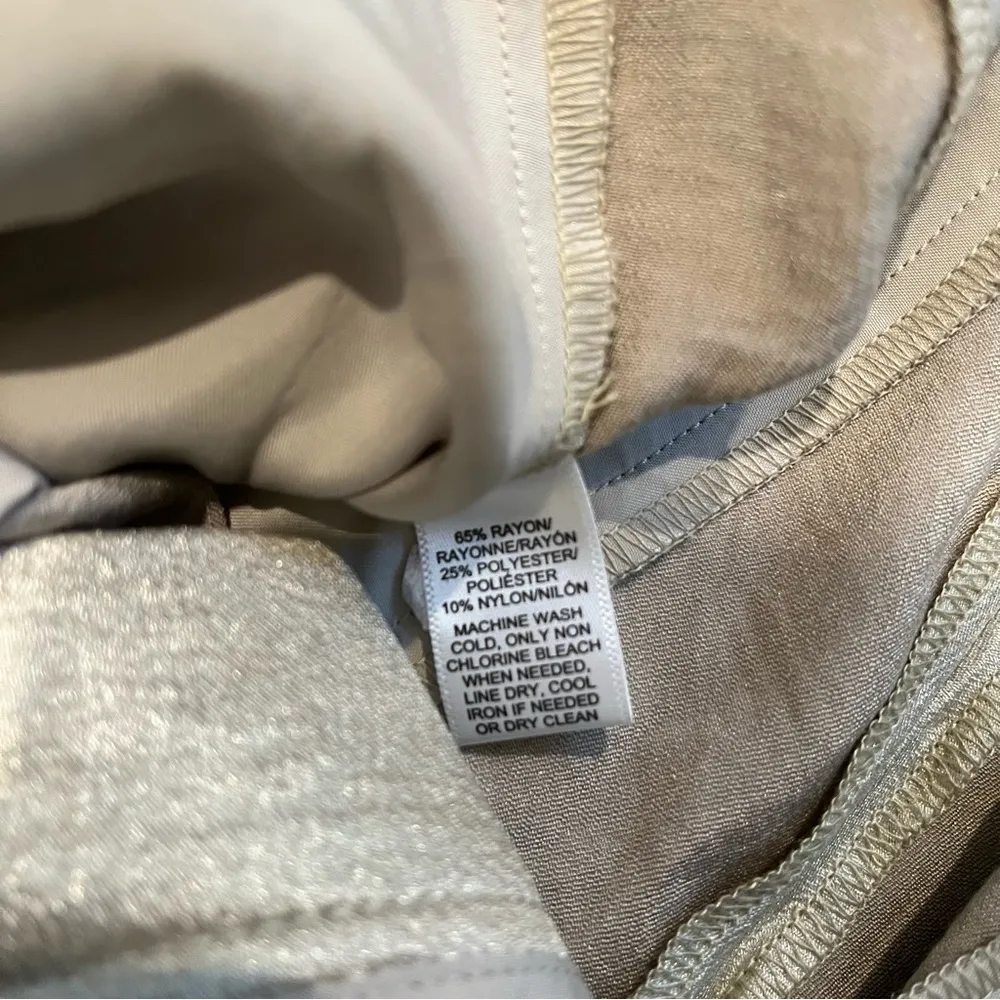 65% RAYON/
RAYONNE/RAYÓN
25% POLYESTER/
POLIÉSTER
10% NYLON/NILÓN
MACHINE WASH
COLD, ONLY NON
CHLORINE BLEACH
WHEN NEEDED,
LINE DRY, COOL
IRON IF NEEDED
OR DRY CLEAN